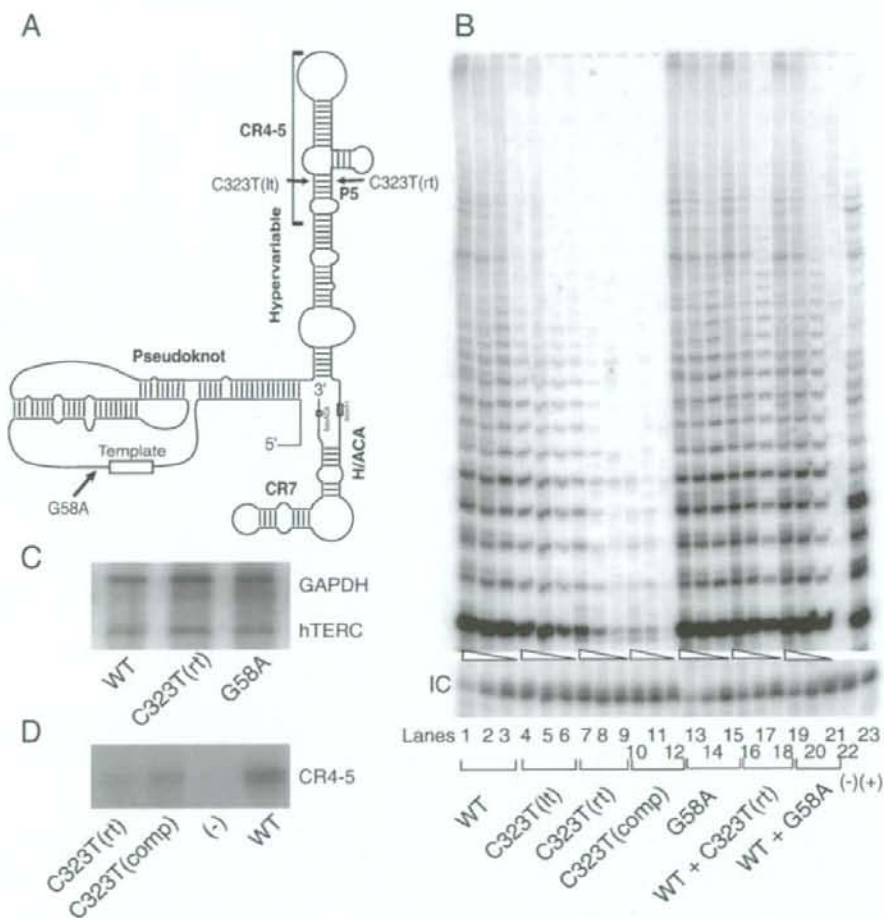 A
CR4-5
C323T(lt)
C323T(rt)
P5
Hypervariable
Pseudoknot
3'
5'
Template
G58A
H/ACA
CR7
B
IC
Lanes 1 2 3 4 5 6 7 8 9 11 13 15 17 19 21 23
10 12 14 16 18 20 22
(-)(+)
WT
C323T(lt)
C323T(rt)
C323T(comp)
G58A
WT + C323T(rt)
WT + G58A
C
GAPDH
hTERC
WT
C323T(rt)
G58A
D
CR4-5
C323T(rt)
C323T(comp)
(-)
WT